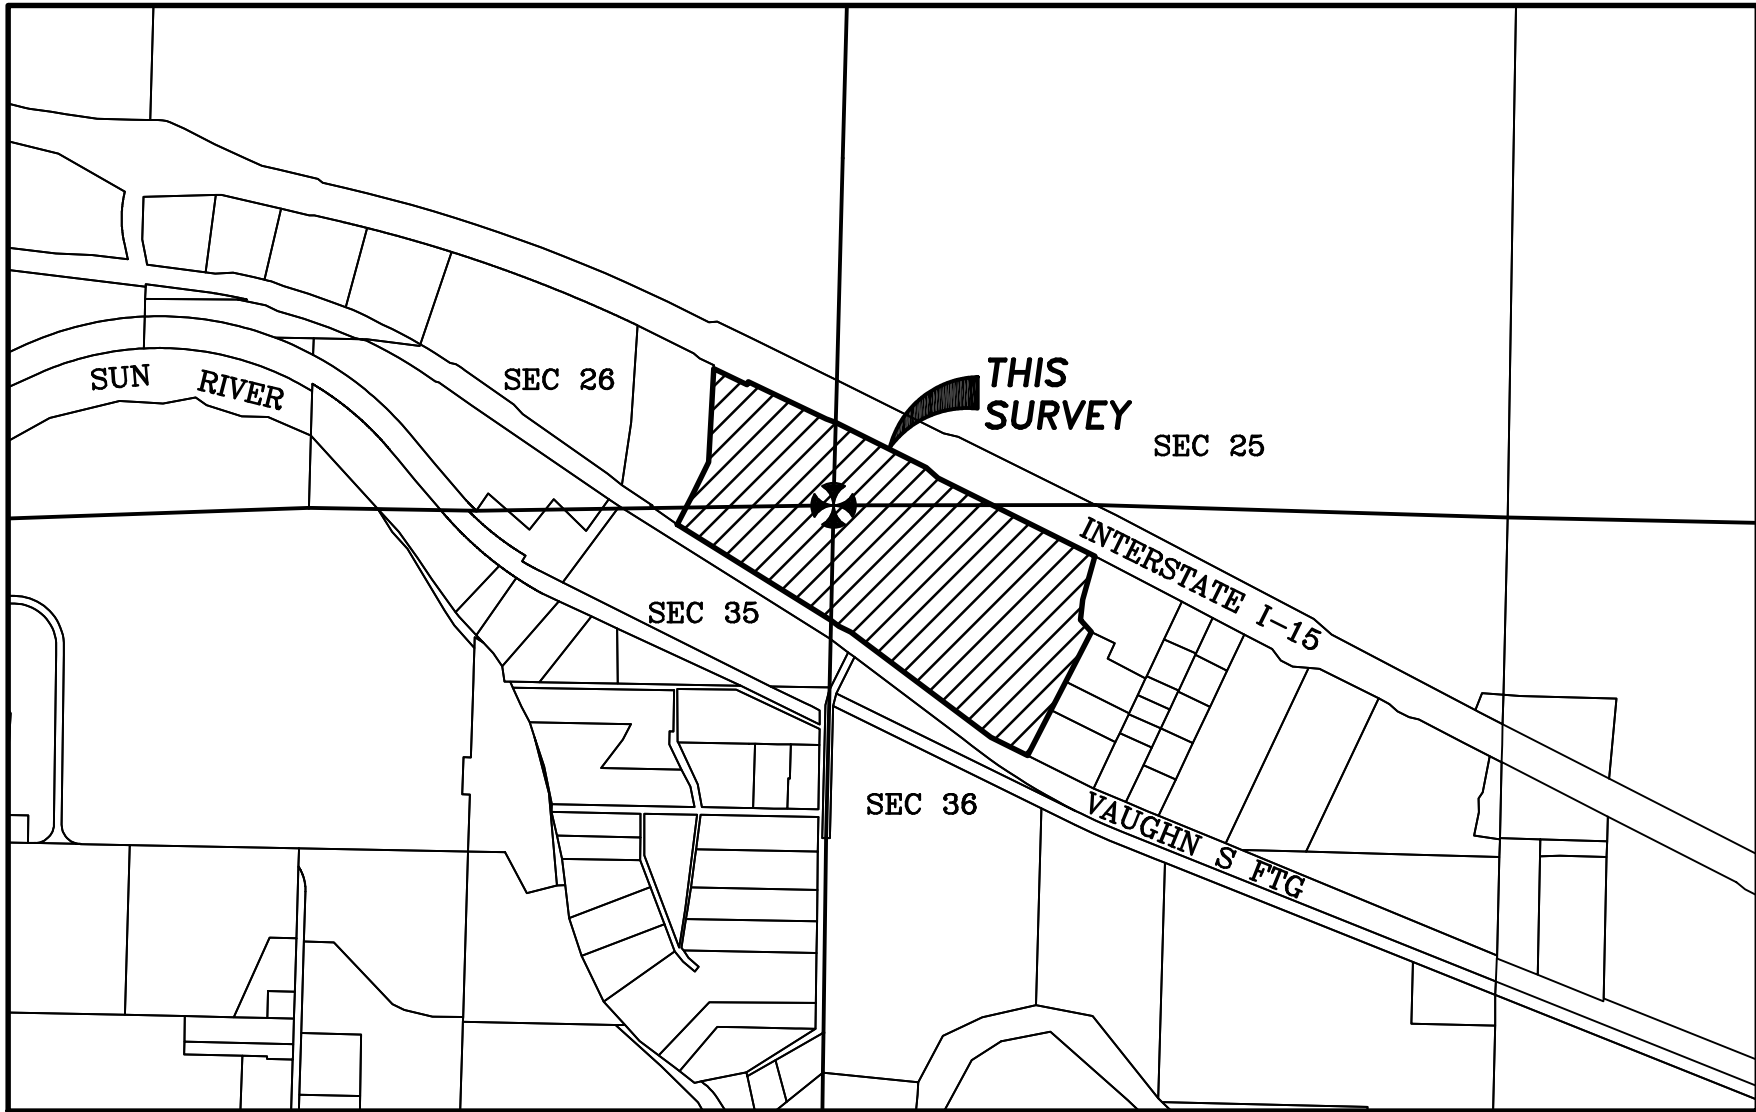 SUN RIVER
SEC 26
THIS
SURVEY
SEC 25
INTERSTATE I-15
SEC 35
SEC 36
VAUGHN S FTG